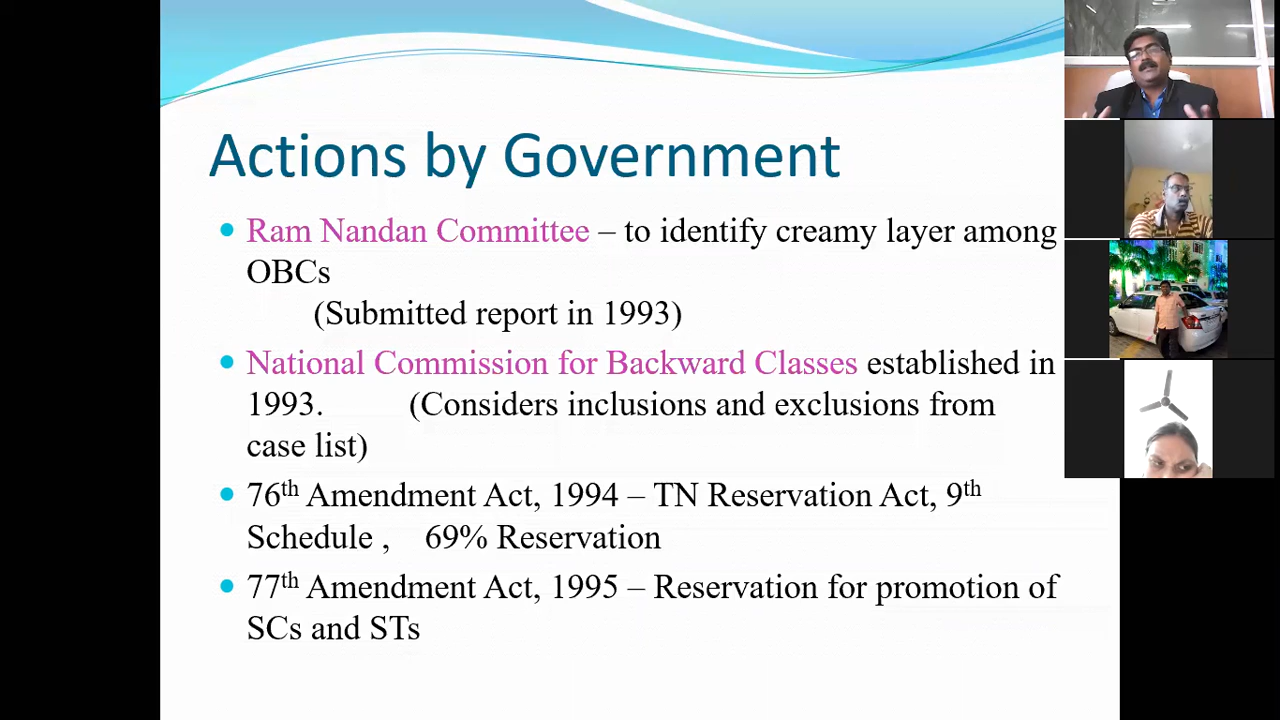 Actions by Government
Ram Nandan Committee – to identify creamy layer among
OBCs
(Submitted report in 1993)
National Commission for Backward Classes established in
1993. (Considers inclusions and exclusions from
case list)
76th Amendment Act, 1994 – TN Reservation Act, 9th
Schedule , 69% Reservation
77th Amendment Act, 1995 – Reservation for promotion of
SCs and STs